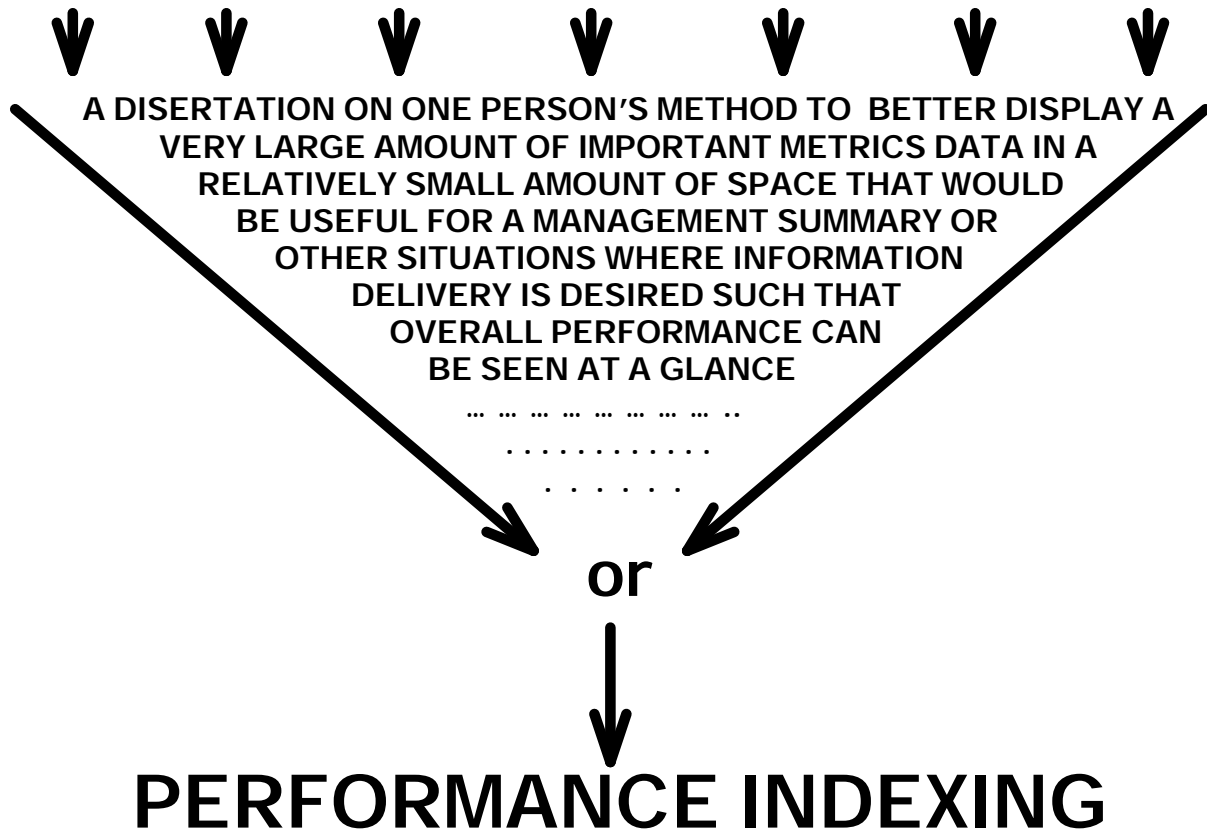 A DISERTATION ON ONE PERSON’S METHOD TO BETTER DISPLAY A
VERY LARGE AMOUNT OF IMPORTANT METRICS DATA IN A
RELATIVELY SMALL AMOUNT OF SPACE THAT WOULD
BE USEFUL FOR A MANAGEMENT SUMMARY OR
OTHER SITUATIONS WHERE INFORMATION
DELIVERY IS DESIRED SUCH THAT
OVERALL PERFORMANCE CAN
BE SEEN AT A GLANCE
... ... ... ... ... ... ... ... ..
. . . . . . . . . . . .
. . . . . .
or
PERFORMANCE INDEXING